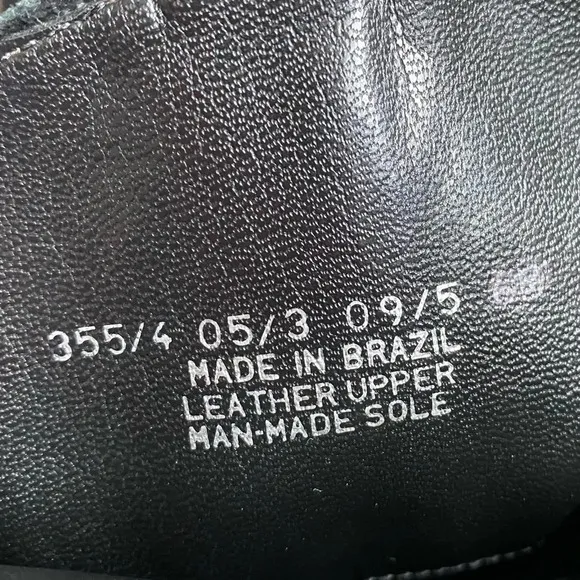 355/4 05/3 09/5
MADE IN BRAZIL
LEATHER UPPER
MAN-MADE SOLE